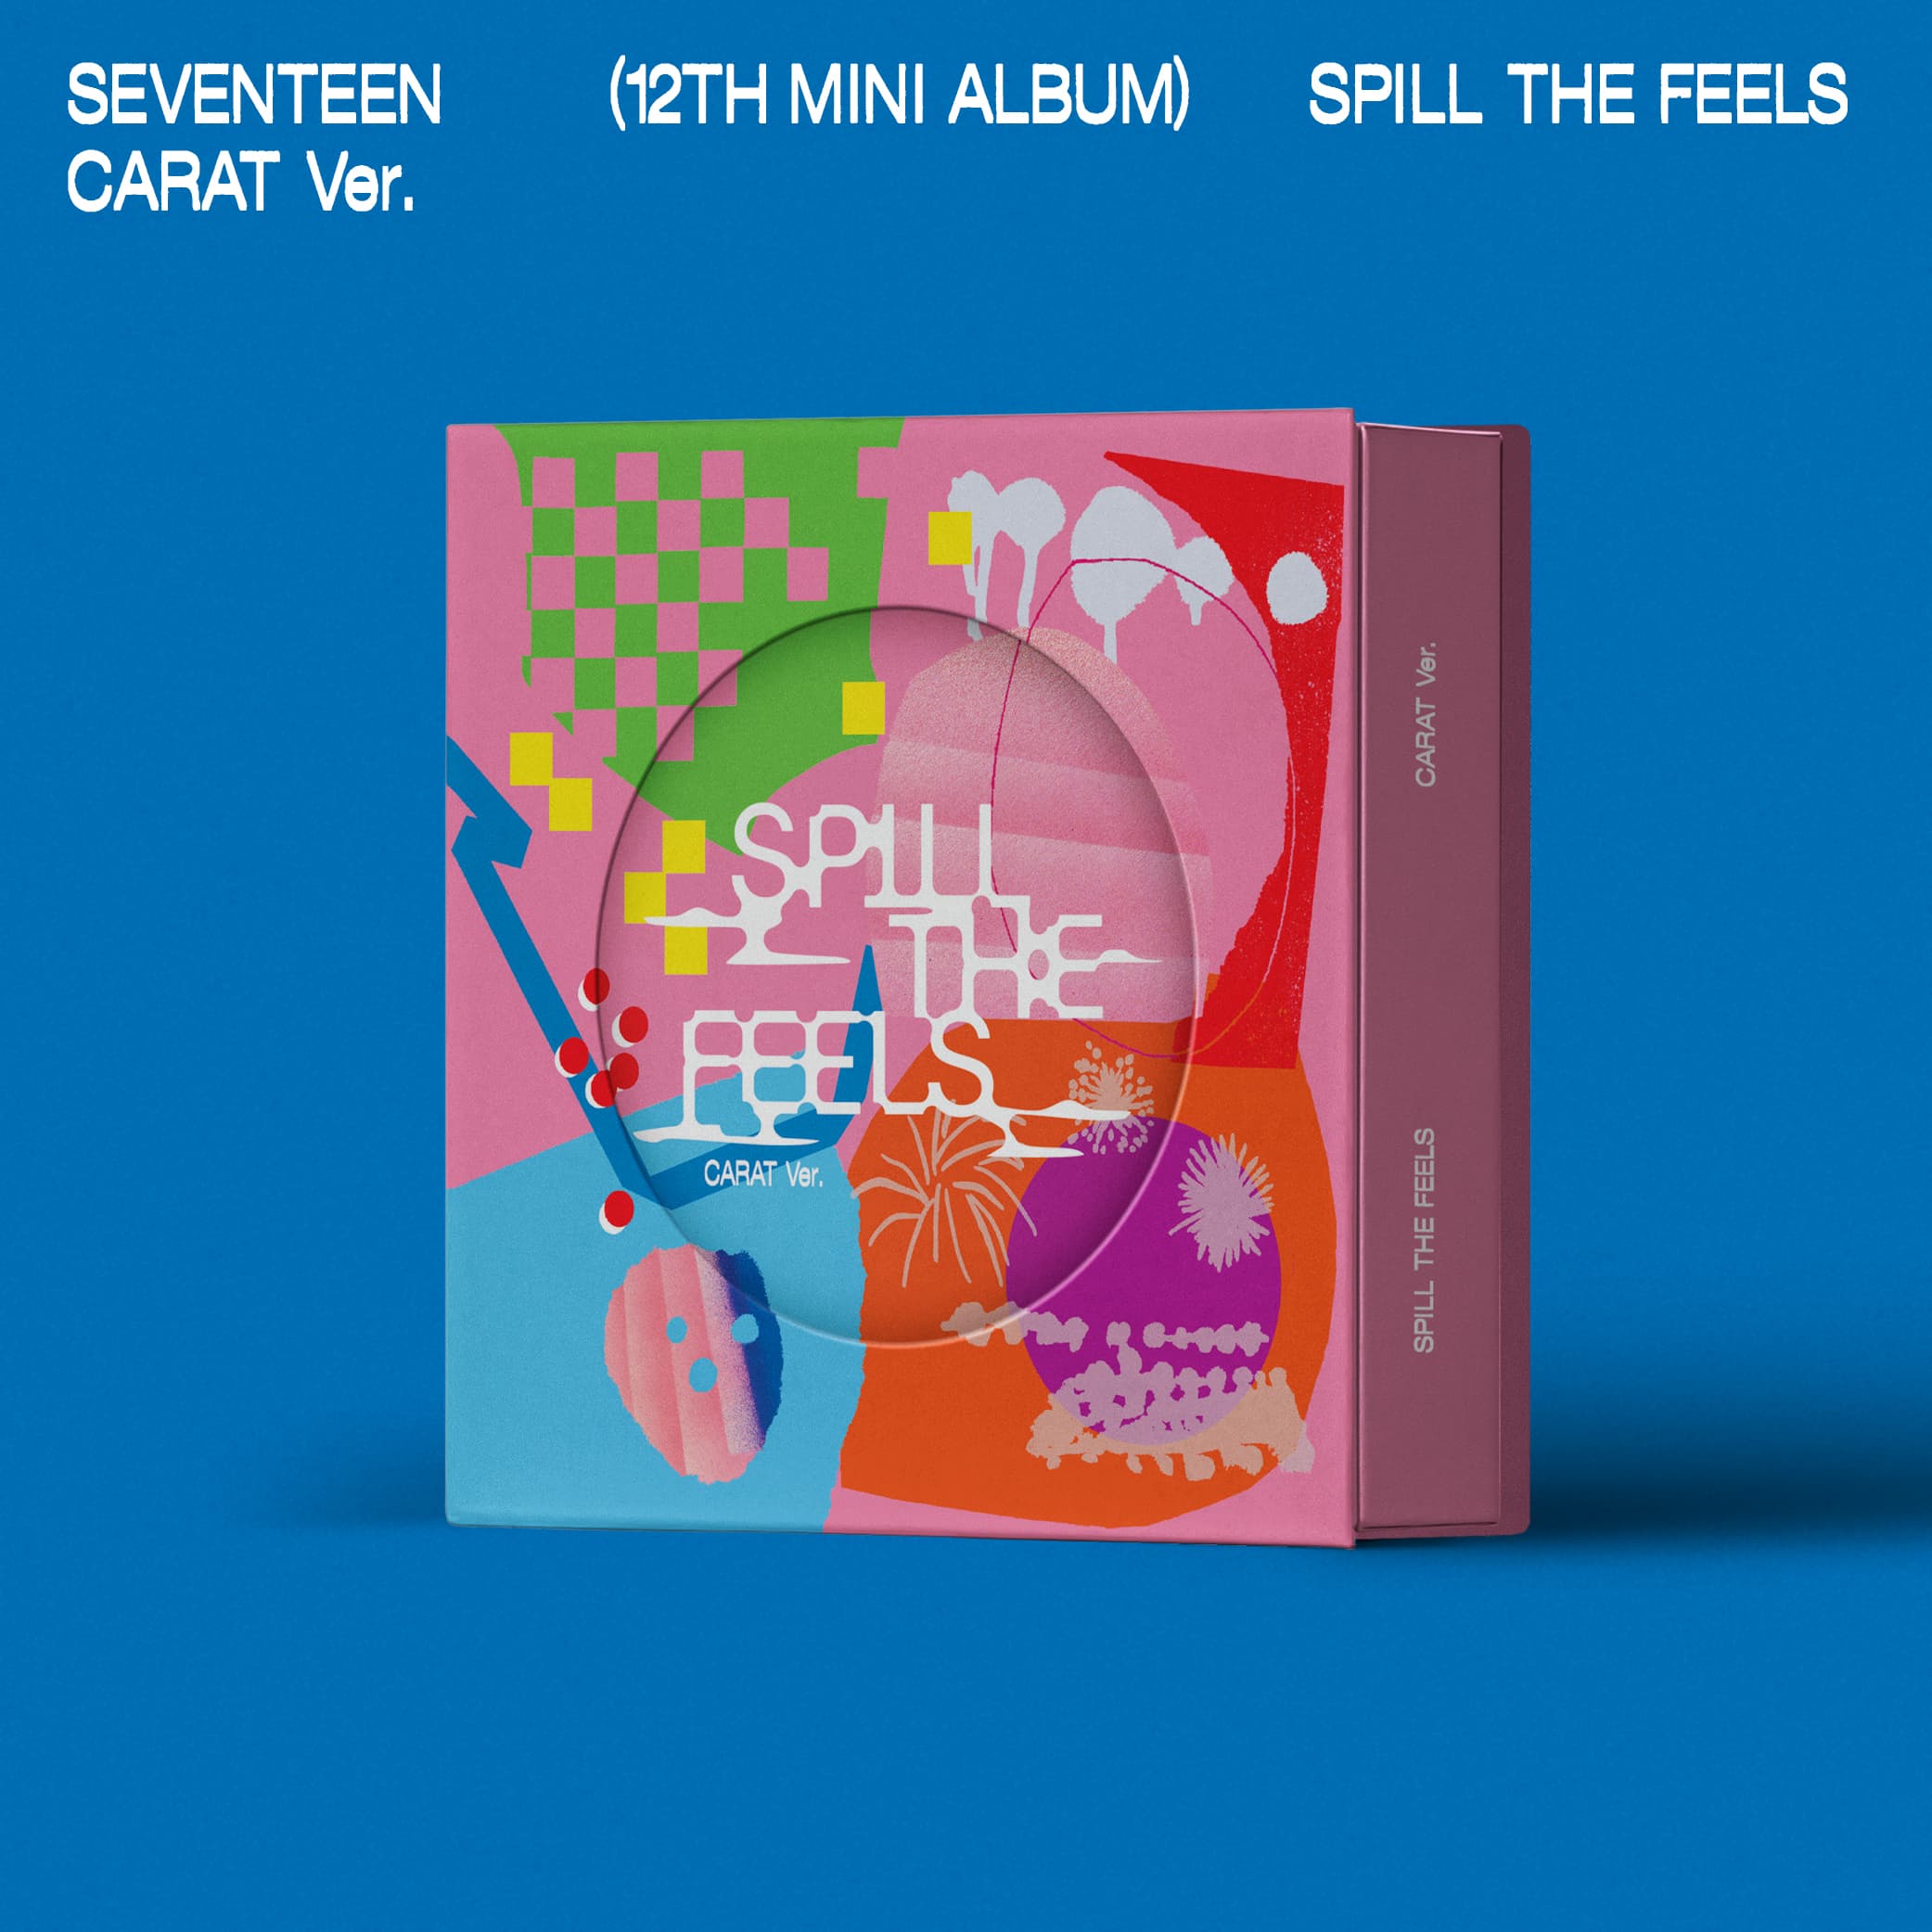 SEVENTEEN (12TH MINI ALBUM) SPILL THE FEELS
CARAT Ver.
SPILL
THE
FEELS
CARAT Ver.
SPILL THE FEELS CARAT Ver.